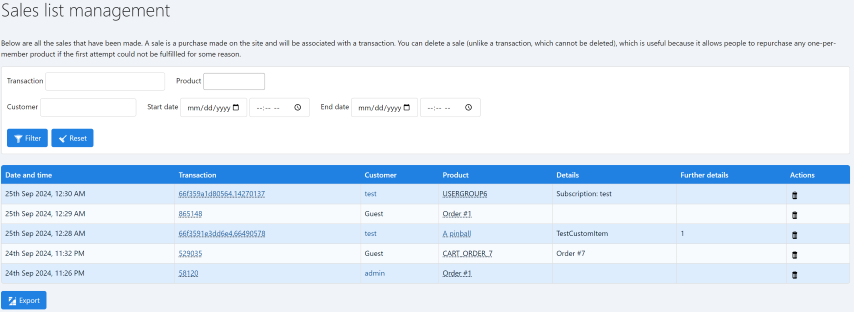 Sales list management
Below are all the sales that have been made. A sale is a purchase made on the site and will be associated with a transaction. You can delete a sale (unlike a transaction, which cannot be deleted), which is useful because it allows people to repurchase any one-per-
member product if the first attempt could not be fulfillled for some reason.
Transaction Product
Customer Start date mm/dd/yyyy --:-- -- End date mm/dd/yyyy --:-- --
Filter Reset
Date and time Transaction Customer Product Details Further details Actions
25th Sep 2024, 12:30 AM 66f359a1d80564.14270137 test USERGROUP6 Subscription: test
25th Sep 2024, 12:29 AM 865148 Guest Order #1
25th Sep 2024, 12:28 AM 66f3591e3dd6e4.66490578 test A pinball TestCustomItem 1
24th Sep 2024, 11:32 PM 529035 Guest CART_ORDER_7 Order #7
24th Sep 2024, 11:26 PM 58120 admin Order #1
Export